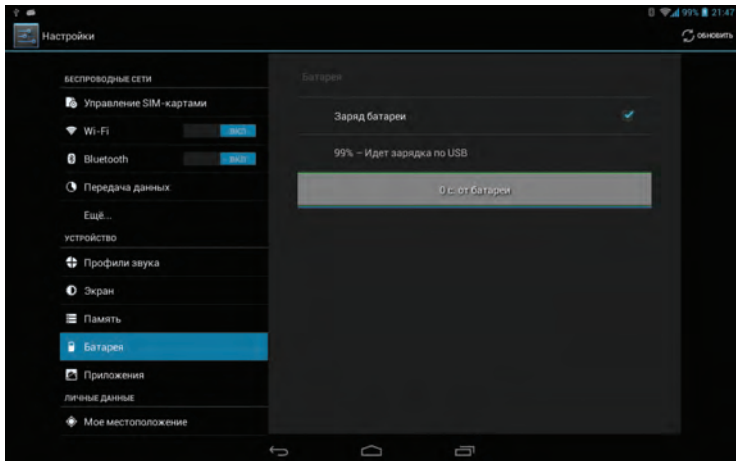 99% 21:47
Настройки
ОБНОВИТЬ
БЕСПРОВОДНЫЕ СЕТИ
Управление SIM-картами
Wi-Fi ВКЛ
Bluetooth ВКЛ
Передача данных
Ещё...
УСТРОЙСТВО
Профили звука
Экран
Память
Батарея
Приложения
ЛИЧНЫЕ ДАННЫЕ
Мое местоположение
Батарея
Заряд батареи
99% – Идет зарядка по USB
0 с. от батареи